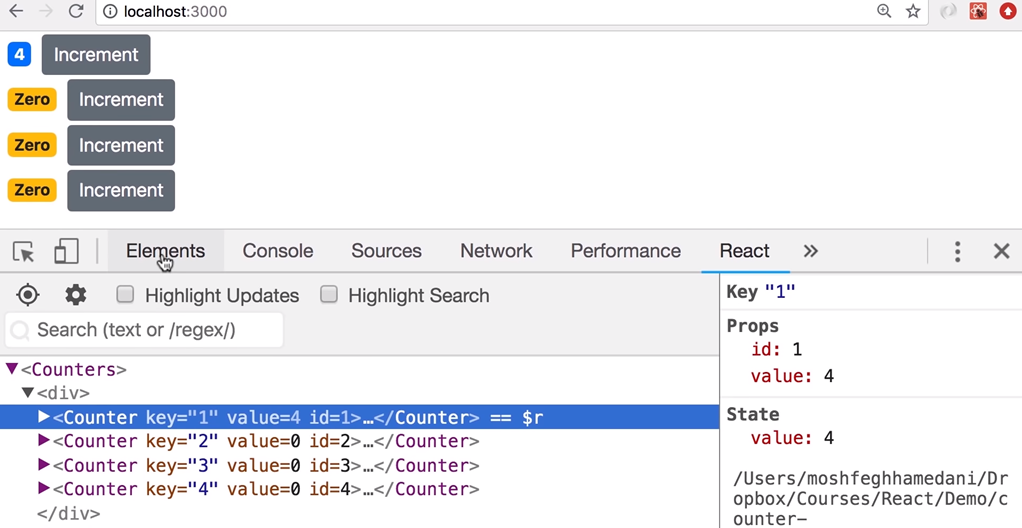 localhost:3000
4 Increment
Zero Increment
Zero Increment
Zero Increment
Elements Console Sources Network Performance React »
Highlight Updates Highlight Search
Search (text or /regex/)
<Counters>
<div>
<Counter key="1" value=4 id=1>…</Counter> == $r
<Counter key="2" value=0 id=2>…</Counter>
<Counter key="3" value=0 id=3>…</Counter>
<Counter key="4" value=0 id=4>…</Counter>
</div>
Key "1"
Props
id: 1
value: 4
State
value: 4
/Users/moshfeghhamedani/Dr
opbox/Courses/React/Demo/c
ounter-